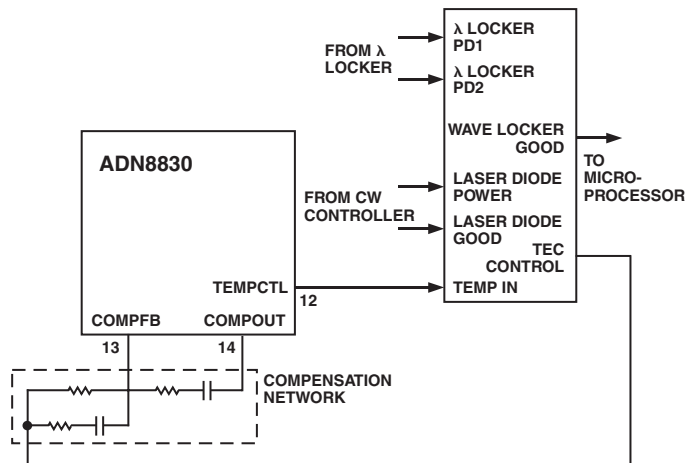 FROM λ
LOCKER
λ LOCKER
PD1
λ LOCKER
PD2
WAVE LOCKER
GOOD
TO
MICRO-
PROCESSOR
ADN8830
FROM CW
CONTROLLER
LASER DIODE
POWER
LASER DIODE
GOOD
TEC
CONTROL
TEMPCTL
12
TEMP IN
COMPFB
COMPOUT
13
14
COMPENSATION
NETWORK